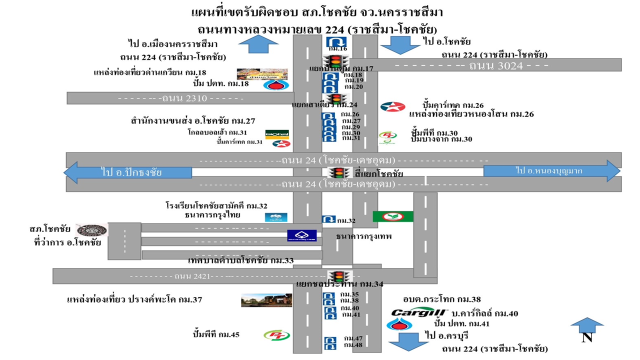 แผนที่เขตรับผิดชอบ สภ.โชคชัย จว.นครราชสีมา
ถนนทางหลวงหมายเลข 224 (ราชสีมา-โชคชัย)
ไป อ.เมืองนครราชสีมา
ถนน 224 (ราชสีมา-โชคชัย)
กม.16
ไป อ.โชคชัย
ถนน 224 (ราชสีมา-โชคชัย)
กม.17
ถนน 3024
แหล่งท่องเที่ยวด่านเกวียน กม.18
ปั๊ม ปตท. กม.18
กม.18
กม.19
กม.20
ถนน 2310
กม.24
ปั๊มคาร์เทค กม.26
แหล่งท่องเที่ยวหนองโสน กม.26
สำนักงานขนส่ง อ.โชคชัย กม.27
โกลบอลเฮ้า กม.31
ปั๊มคาร์เทค กม.31
กม.26
กม.27
กม.29
กม.30
กม.31
ปั๊มพีที กม.30
ปั๊มบางจาก กม.30
ถนน 24 (โชคชัย-เดชอุดม)
ไป อ.ปักธงชัย
สี่แยกโชคชัย
ไป อ.หนองบุญมาก
ถนน 24 (โชคชัย-เดชอุดม)
โรงเรียนโชคชัยสามัคคี กม.32
ธนาคารกรุงไทย
กม.32
สภ.โชคชัย
ที่ว่าการ อ.โชคชัย
ธนาคารกรุงเทพ
เทศบาลตำบลโชคชัย กม.33
ถนน 2421
แยกชลประทาน กม.34
แหล่งท่องเที่ยว ปรางค์พะโค กม.37
กม.35
กม.38
กม.40
กม.41
อบต.กระโทก กม.38
Cargill
บ.คาร์กิลล์ กม.40
ปั๊ม ปตท. กม.41
ปั๊มพีที กม.45
กม.47
กม.48
ไป อ.ครบุรี
ถนน 224 (ราชสีมา-โชคชัย)
N